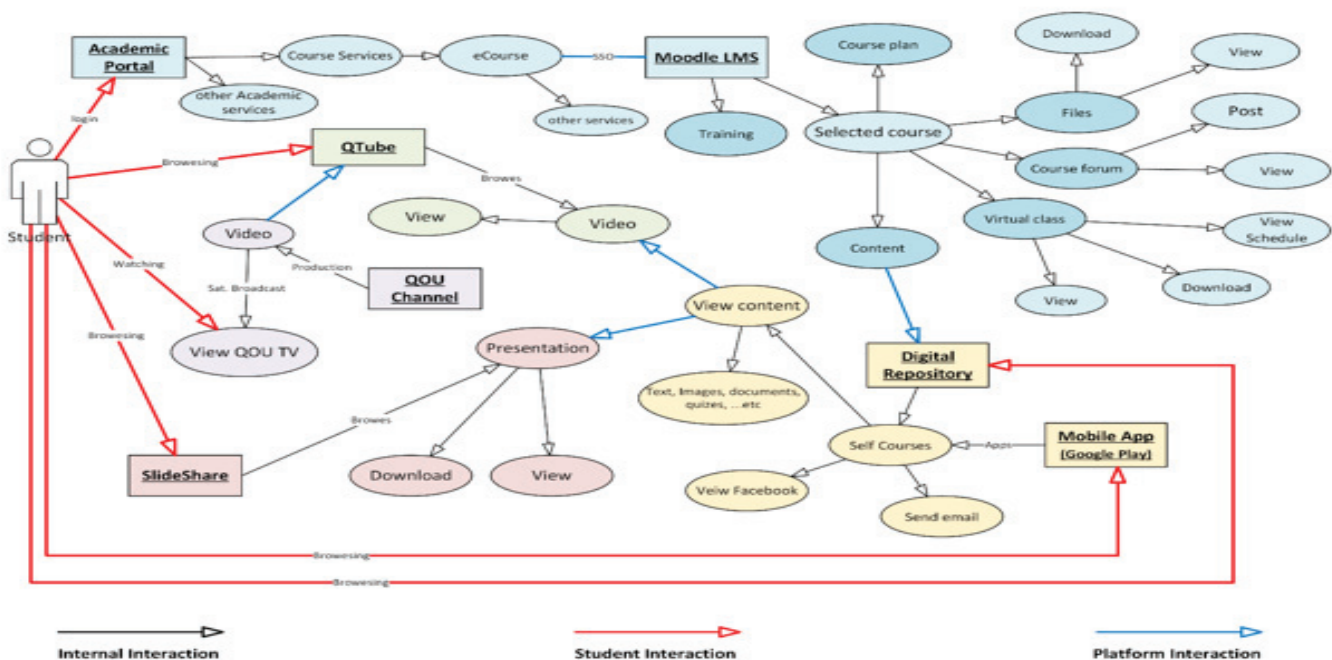 Academic
Portal
Course Services
eCourse
SSO
Moodle LMS
Course plan
Download
View
other Academic
services
other services
Training
Selected course
Files
Post
login
QTube
Browesing
Browes
Course forum
View
Student
View
Video
Video
Virtual class
View
Schedule
Watching
Production
Content
Sat. Broadcast
QOU
Channel
View content
View
Download
Browesing
View QOU TV
Presentation
Digital
Repository
Text, Images, documents,
quizes, ...etc
Browes
Self Courses
Apps
Mobile App
(Google Play)
SlideShare
Download
View
Veiw Facebook
Send email
Browesing
Browesing
Internal Interaction
Student Interaction
Platform Interaction